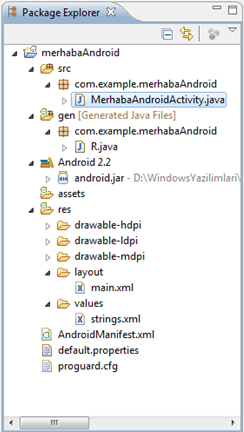 Package Explorer
merhabaAndroid
src
com.example.merhabaAndroid
MerhabaAndroidActivity.java
gen [Generated Java Files]
com.example.merhabaAndroid
R.java
Android 2.2
android.jar - D:\WindowsYazilimlari\
assets
res
drawable-hdpi
drawable-ldpi
drawable-mdpi
layout
main.xml
values
strings.xml
AndroidManifest.xml
default.properties
proguard.cfg